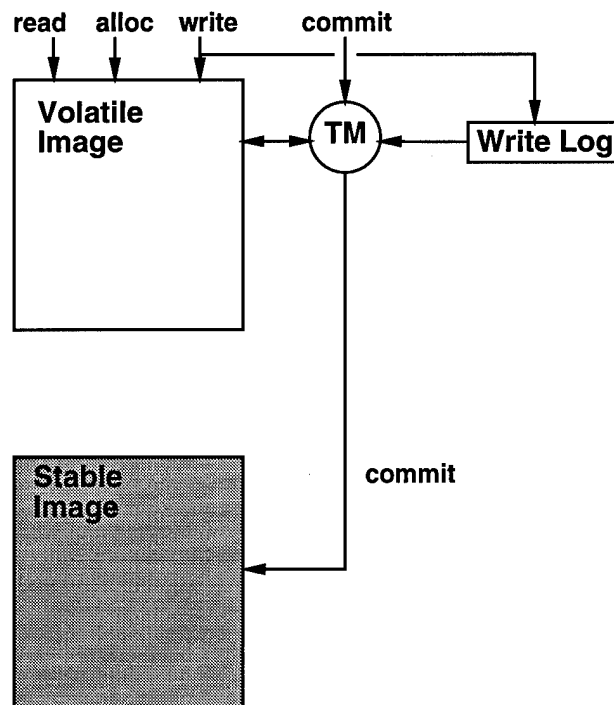 read alloc write commit
Volatile
Image
TM
Write Log
Stable
Image
commit